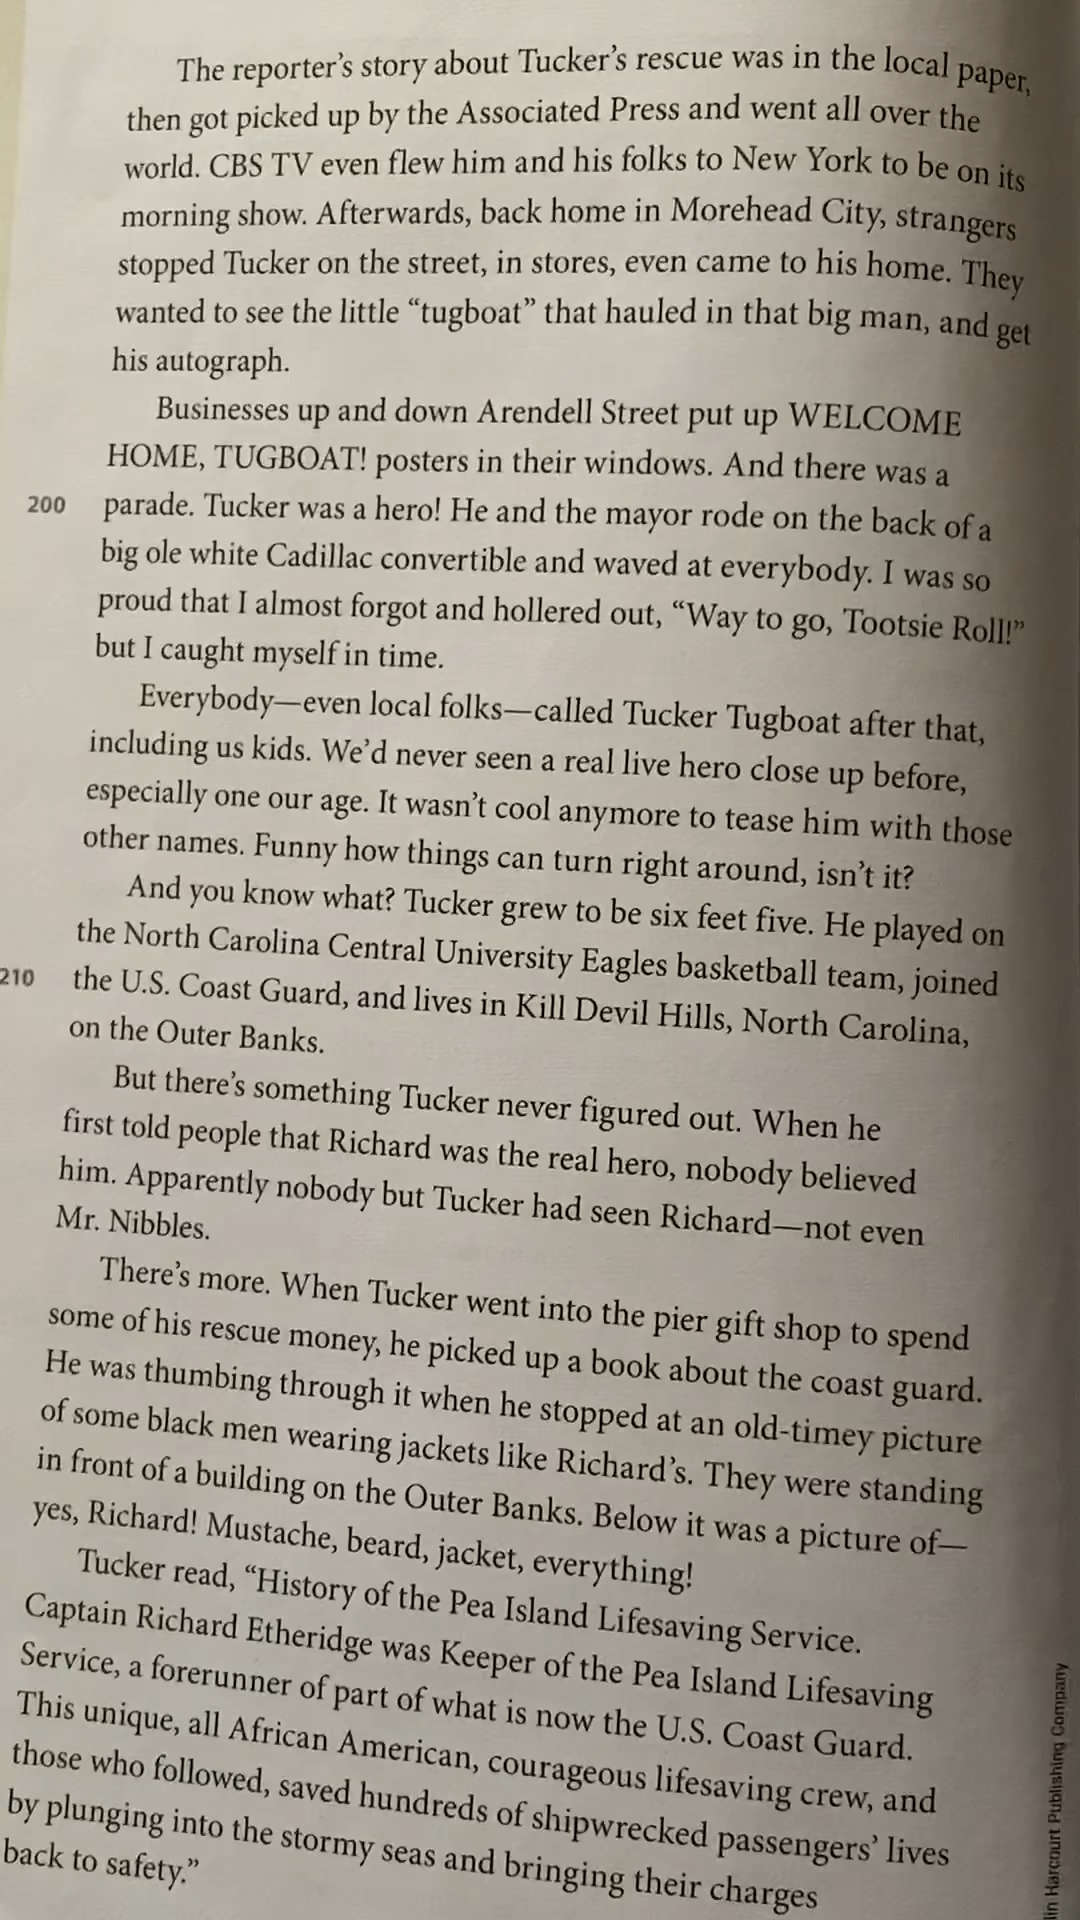 The reporter's story about Tucker's rescue was in the local paper,
then got picked up by the Associated Press and went all over the
world. CBS TV even flew him and his folks to New York to be on its
morning show. Afterwards, back home in Morehead City, strangers
stopped Tucker on the street, in stores, even came to his home. They
wanted to see the little “tugboat” that hauled in that big man, and get
his autograph.
Businesses up and down Arendell Street put up WELCOME
HOME, TUGBOAT! posters in their windows. And there was a
200 parade. Tucker was a hero! He and the mayor rode on the back of a
big ole white Cadillac convertible and waved at everybody. I was so
proud that I almost forgot and hollered out, “Way to go, Tootsie Roll!”
but I caught myself in time.
Everybody—even local folks—called Tucker Tugboat after that,
including us kids. We'd never seen a real live hero close up before,
especially one our age. It wasn't cool anymore to tease him with those
other names. Funny how things can turn right around, isn't it?
And you know what? Tucker grew to be six feet five. He played on
the North Carolina Central University Eagles basketball team, joined
210 the U.S. Coast Guard, and lives in Kill Devil Hills, North Carolina,
on the Outer Banks.
But there's something Tucker never figured out. When he
first told people that Richard was the real hero, nobody believed
him. Apparently nobody but Tucker had seen Richard—not even
Mr. Nibbles.
There's more. When Tucker went into the pier gift shop to spend
some of his rescue money, he picked up a book about the coast guard.
He was thumbing through it when he stopped at an old-timey picture
of some black men wearing jackets like Richard's. They were standing
in front of a building on the Outer Banks. Below it was a picture of—
yes, Richard! Mustache, beard, jacket, everything!
Tucker read, “History of the Pea Island Lifesaving Service.
Captain Richard Etheridge was Keeper of the Pea Island Lifesaving
Service, a forerunner of part of what is now the U.S. Coast Guard.
This unique, all African American, courageous lifesaving crew, and
those who followed, saved hundreds of shipwrecked passengers' lives
by plunging into the stormy seas and bringing their charges
back to safety.”
Harcourt Publishing Company